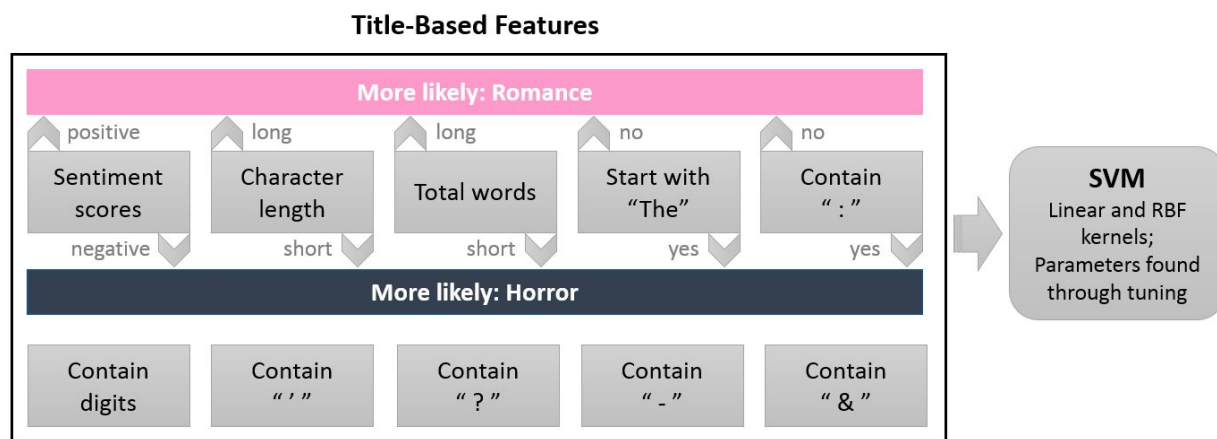 Title-Based Features
More likely: Romance
positive
long
long
no
no
Sentiment
scores
Character
length
Total words
Start with
“The”
Contain
“ : ”
negative
short
short
yes
yes
More likely: Horror
Contain
digits
Contain
“ ’ ”
Contain
“ ? ”
Contain
“ - ”
Contain
“ & ”
SVM
Linear and RBF
kernels;
Parameters found
through tuning